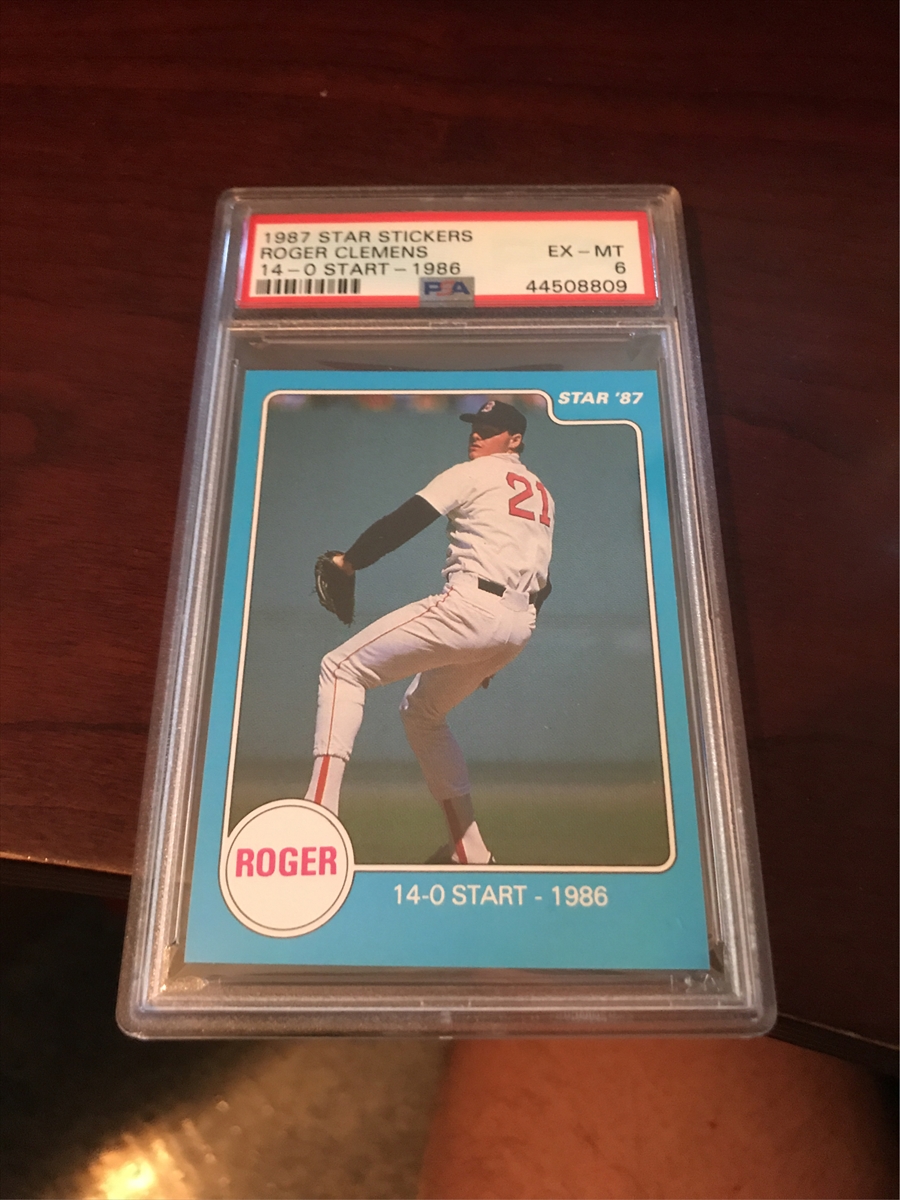 1987 STAR STICKERS
ROGER CLEMENS
14-0 START-1986
EX-MT
6
44508809
PSA
STAR '87
B
21
ROGER
14-0 START - 1986